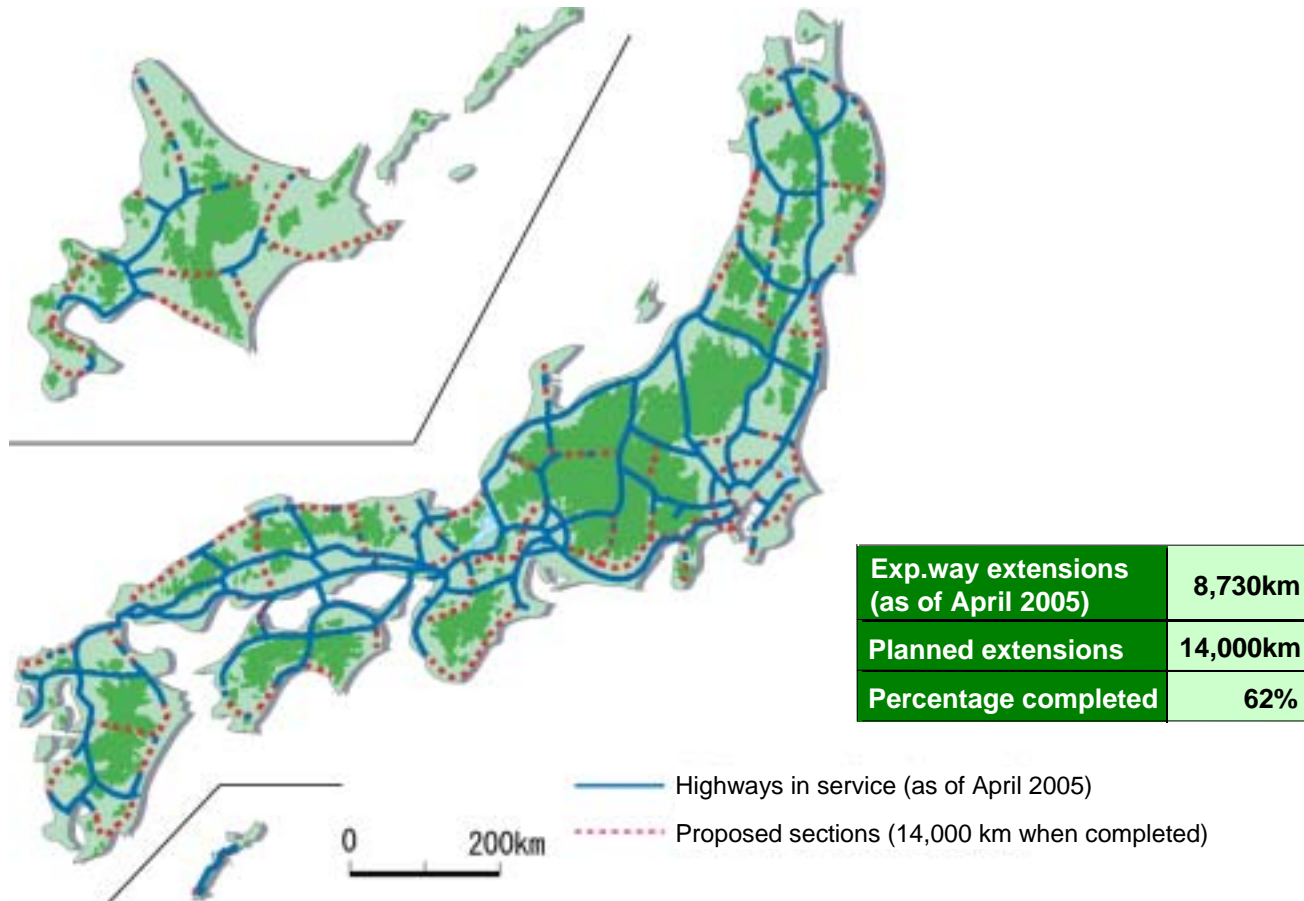 Exp.way extensions
(as of April 2005)
8,730km
Planned extensions
14,000km
Percentage completed
62%
Highways in service (as of April 2005)
Proposed sections (14,000 km when completed)
0
200km